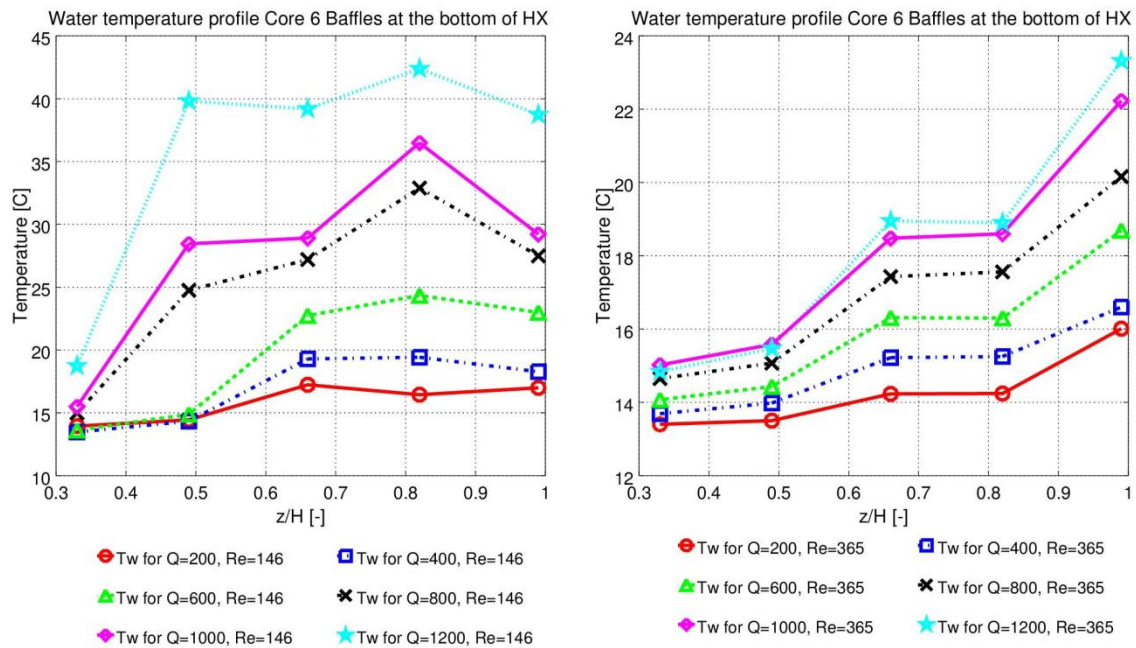 Water temperature profile Core 6 Baffles at the bottom of HX
45
40
35
30
25
20
15
10
Temperature [C]
0.3 0.4 0.5 0.6 0.7 0.8 0.9 1
z/H [-]
Tw for Q=200, Re=146 Tw for Q=400, Re=146
Tw for Q=600, Re=146 Tw for Q=800, Re=146
Tw for Q=1000, Re=146 Tw for Q=1200, Re=146
Water temperature profile Core 6 Baffles at the bottom of HX
24
22
20
18
16
14
12
Temperature [C]
0.3 0.4 0.5 0.6 0.7 0.8 0.9 1
z/H [-]
Tw for Q=200, Re=365 Tw for Q=400, Re=365
Tw for Q=600, Re=365 Tw for Q=800, Re=365
Tw for Q=1000, Re=365 Tw for Q=1200, Re=365